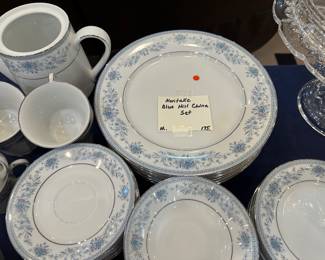 Noritake
Blue Hill China
Set
175